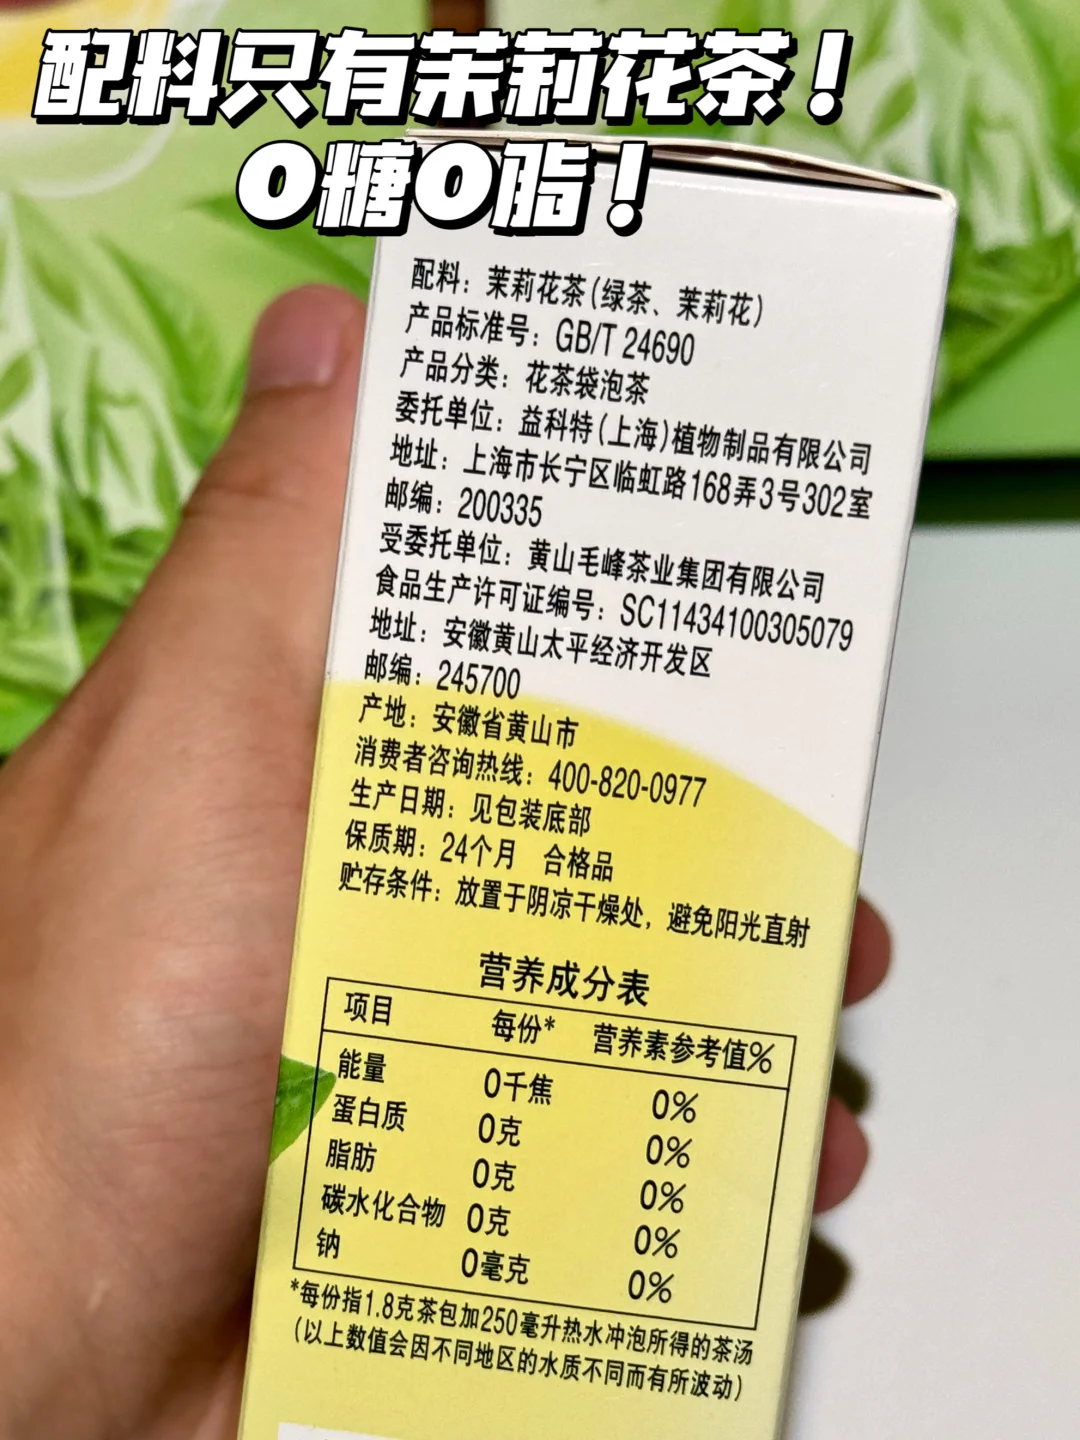 配料只有茉莉花茶！
0糖0脂！
配料：茉莉花茶(绿茶、茉莉花)
产品标准号：GB/T 24690
产品分类：花茶袋泡茶
委托单位：益科特(上海)植物制品有限公司
地址：上海市长宁区临虹路168弄3号302室
邮编：200335
受委托单位：黄山毛峰茶业集团有限公司
食品生产许可证编号：SC11434100305079
地址：安徽黄山太平经济开发区
邮编：245700
产地：安徽省黄山市
消费者咨询热线：400-820-0977
生产日期：见包装底部
保质期：24个月 合格品
贮存条件：放置于阴凉干燥处，避免阳光直射
营养成分表
项目 每份* 营养素参考值%
能量 0千焦 0%
蛋白质 0克 0%
脂肪 0克 0%
碳水化合物 0克 0%
钠 0毫克 0%
*每份指1.8克茶包加250毫升热水冲泡所得的茶汤
(以上数值会因不同地区的水质不同而有所波动)